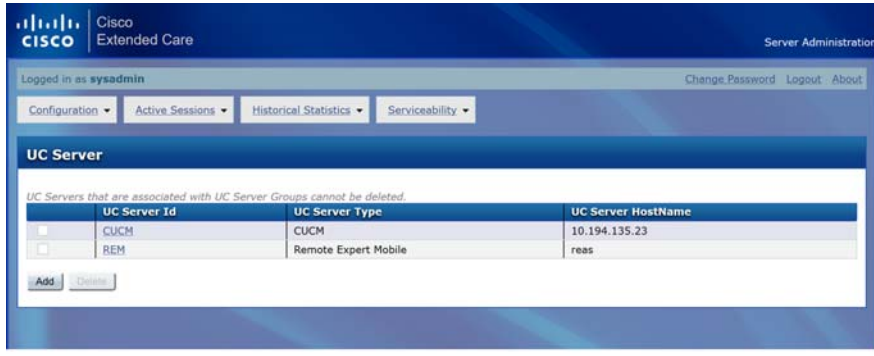 Cisco
CISCO Extended Care
Server Administration
Logged in as sysadmin Change Password Logout About
Configuration Active Sessions Historical Statistics Serviceability
UC Server
UC Servers that are associated with UC Server Groups cannot be deleted.
UC Server Id UC Server Type UC Server HostName
CUCM CUCM 10.194.135.23
REM Remote Expert Mobile reas
Add Delete